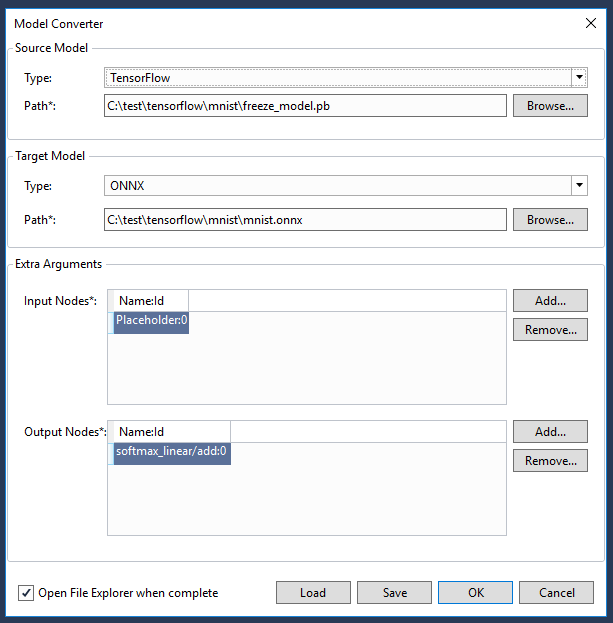 Model Converter
Source Model
Type: TensorFlow
Path*: C:\test\tensorflow\mnist\freeze_model.pb Browse...
Target Model
Type: ONNX
Path*: C:\test\tensorflow\mnist\mnist.onnx Browse...
Extra Arguments
Input Nodes*: Name:Id Add...
Placeholder:0 Remove...
Output Nodes*: Name:Id Add...
softmax_linear/add:0 Remove...
Open File Explorer when complete Load Save OK Cancel